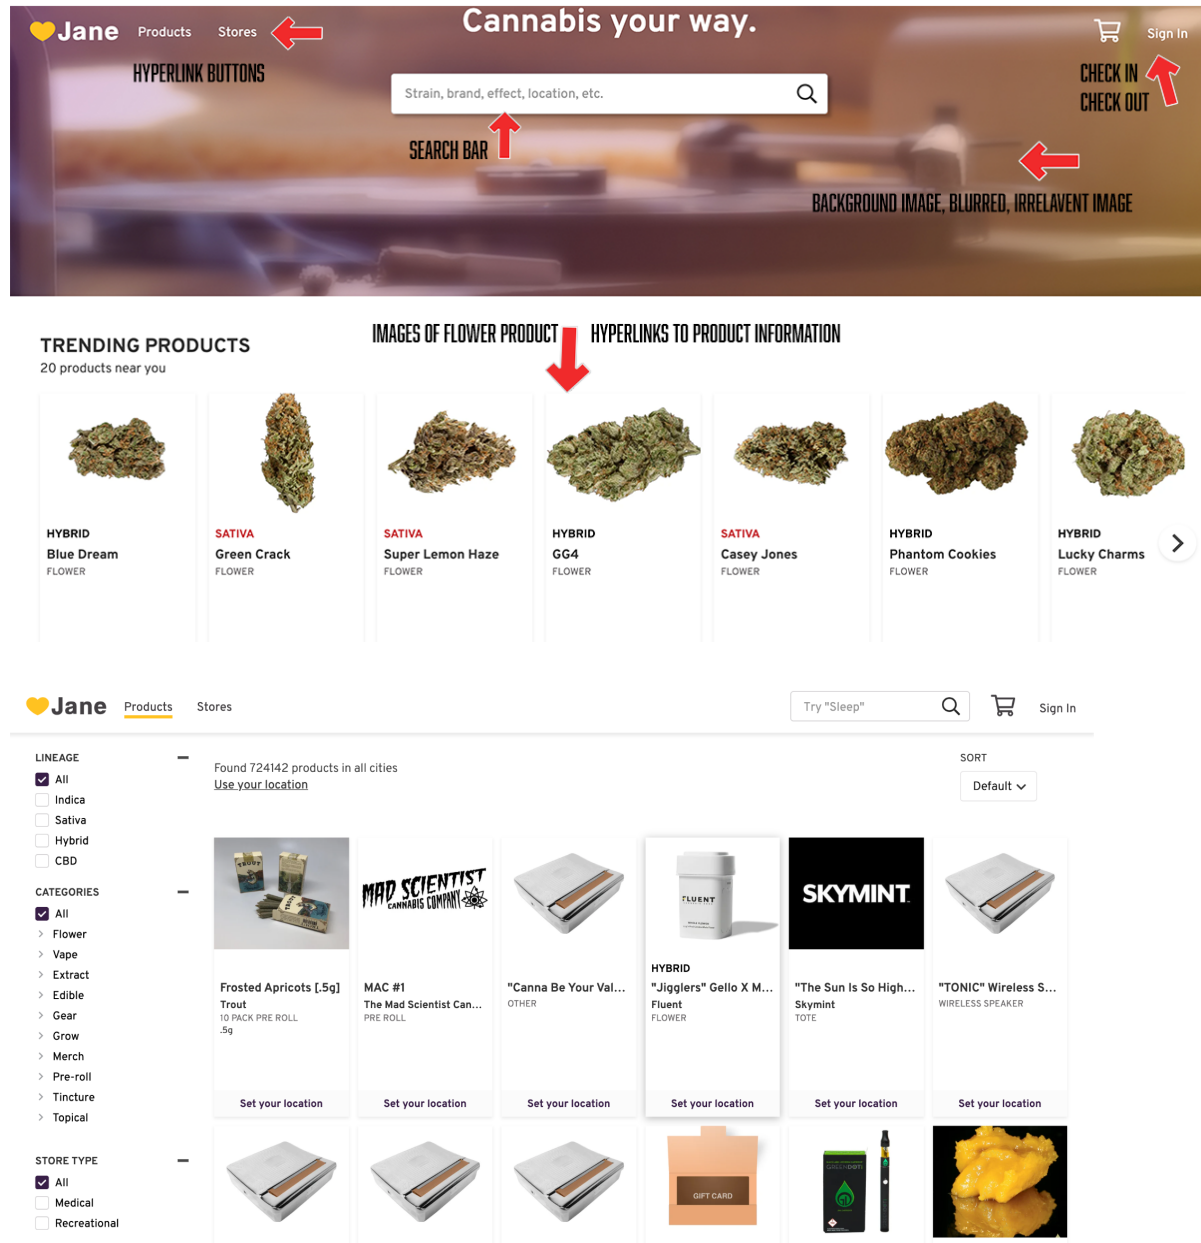 Cannabis your way.
Jane Products Stores
Sign In
HYPERLINK BUTTONS
CHECK IN
CHECK OUT
Strain, brand, effect, location, etc.
SEARCH BAR
BACKGROUND IMAGE, BLURRED, IRRELAVENT IMAGE
IMAGES OF FLOWER PRODUCT HYPERLINKS TO PRODUCT INFORMATION
TRENDING PRODUCTS
20 products near you
HYBRID
Blue Dream
FLOWER
SATIVA
Green Crack
FLOWER
SATIVA
Super Lemon Haze
FLOWER
HYBRID
GG4
FLOWER
SATIVA
Casey Jones
FLOWER
HYBRID
Phantom Cookies
FLOWER
HYBRID
Lucky Charms
FLOWER
Jane Products Stores
Try "Sleep"
Sign In
LINEAGE
All
Indica
Sativa
Hybrid
CBD
CATEGORIES
All
Flower
Vape
Extract
Edible
Gear
Grow
Merch
Pre-roll
Tincture
Topical
STORE TYPE
All
Medical
Recreational
Found 724142 products in all cities
Use your location
SORT
Default
TROUT
Frosted Apricots [.5g]
Trout
10 PACK PRE ROLL
.5g
Set your location
MAD SCIENTIST
CANNABIS COMPANY
MAC #1
The Mad Scientist Can...
PRE ROLL
Set your location
"Canna Be Your Val...
OTHER
Set your location
FLUENT
HYBRID
"Jigglers" Gello X M...
Fluent
FLOWER
Set your location
SKYMINT
"The Sun Is So High...
Skymint
TOTE
Set your location
"TONIC" Wireless S...
WIRELESS SPEAKER
Set your location
GIFT CARD
GREENDOT